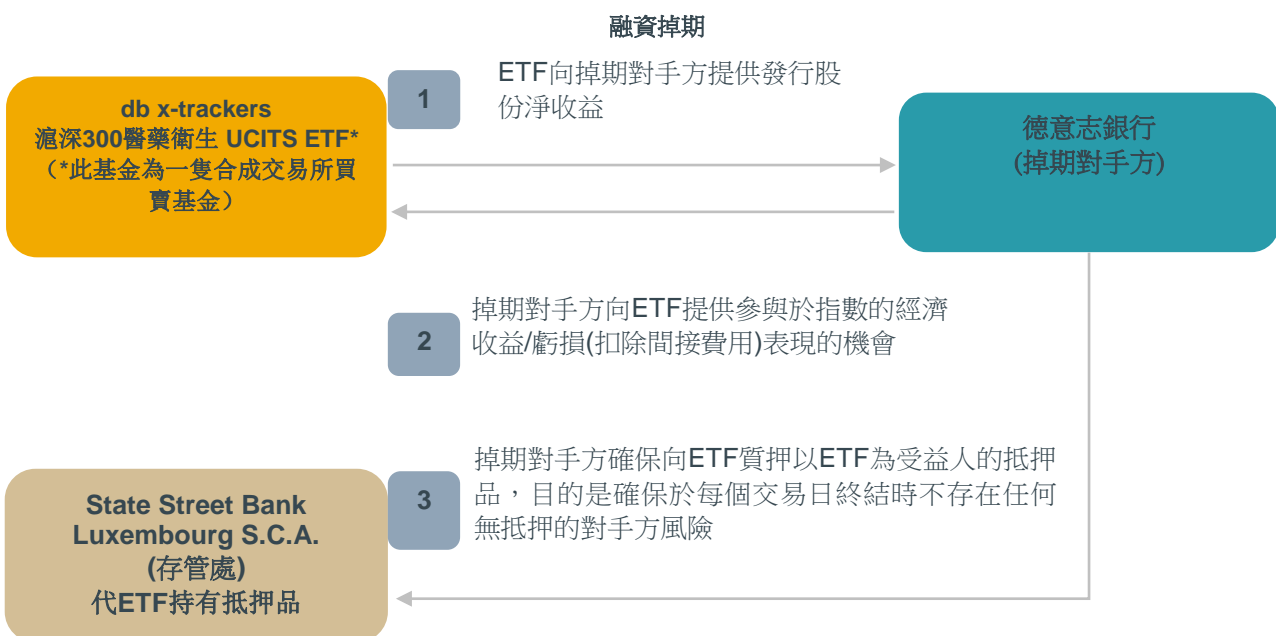 融資掉期
db x-trackers
滬深300醫藥衛生 UCITS ETF*
（*此基金為一隻合成交易所買
賣基金）
1
ETF向掉期對手方提供發行股
份淨收益
德意志銀行
(掉期對手方)
2
掉期對手方向ETF提供參與於指數的經濟
收益/虧損(扣除間接費用)表現的機會
3
掉期對手方確保向ETF質押以ETF為受益人的抵押
品，目的是確保於每個交易日終結時不存在任何
無抵押的對手方風險
State Street Bank
Luxembourg S.C.A.
(存管處)
代ETF持有抵押品